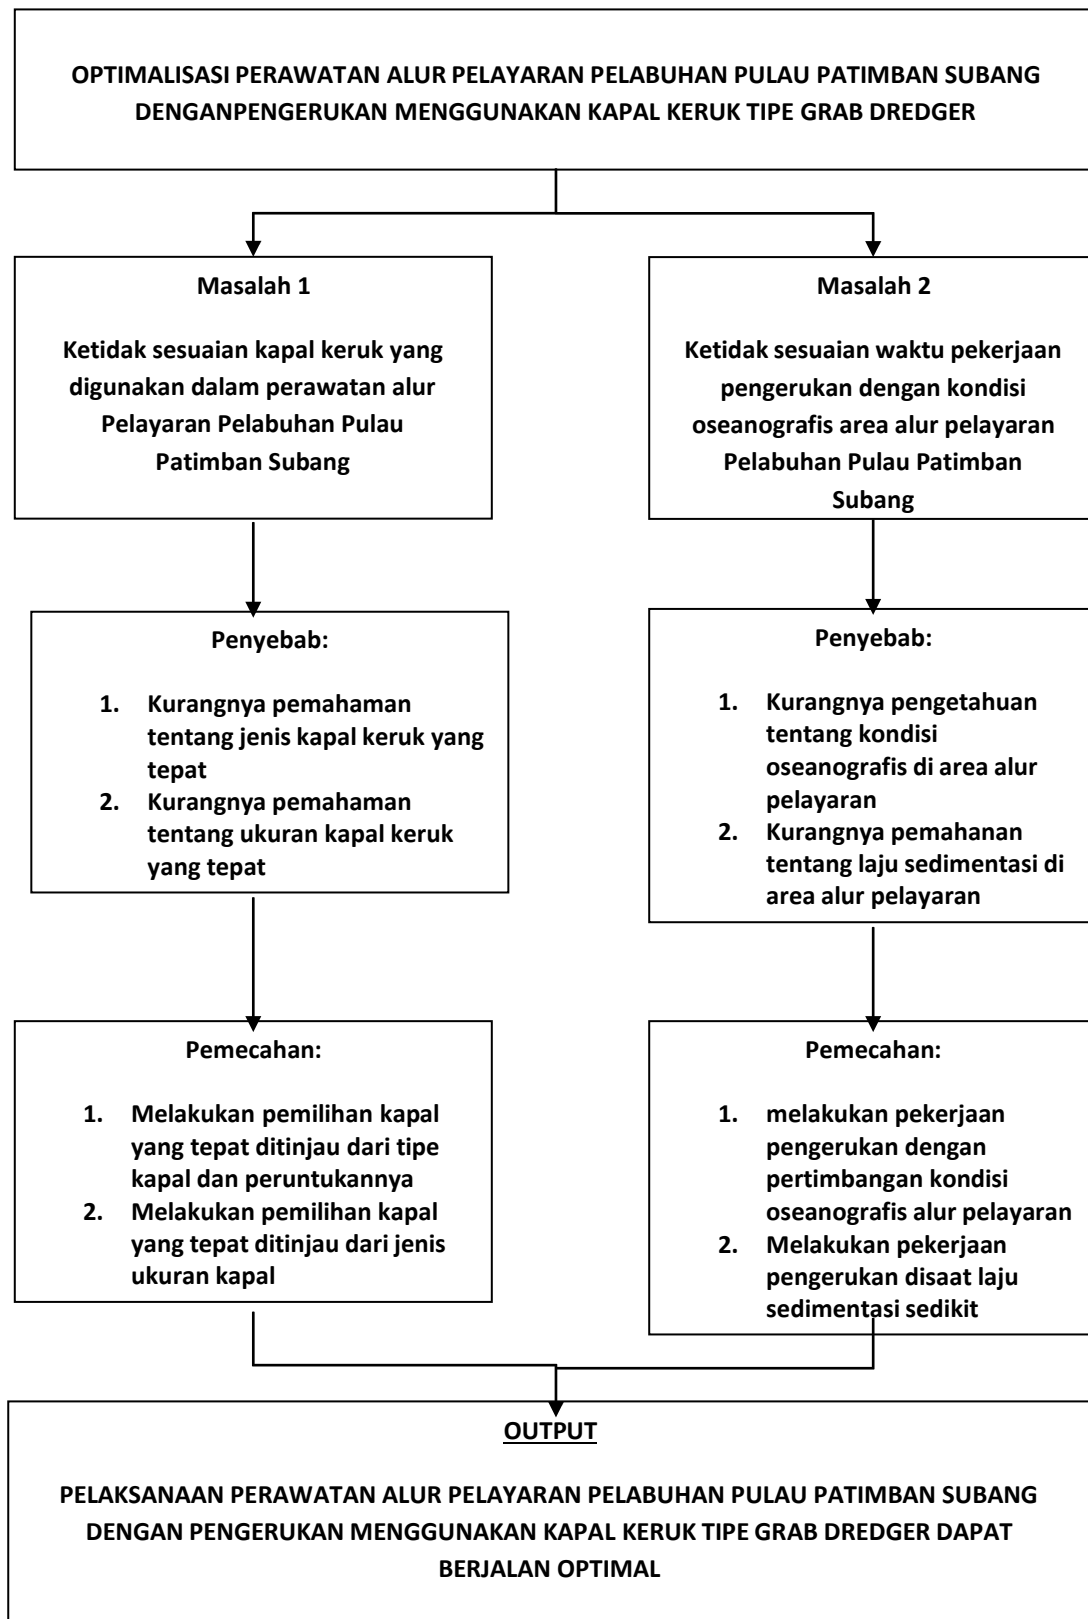 OPTIMALISASI PERAWATAN ALUR PELAYARAN PELABUHAN PULAU PATIMBAN SUBANG
DENGANPENGERUKAN MENGGUNAKAN KAPAL KERUK TIPE GRAB DREDGER
Masalah 1
Ketidak sesuaian kapal keruk yang
digunakan dalam perawatan alur
Pelayaran Pelabuhan Pulau
Patimban Subang
Masalah 2
Ketidak sesuaian waktu pekerjaan
pengerukan dengan kondisi
oseanografis area alur pelayaran
Pelabuhan Pulau Patimban
Subang
Penyebab:
1. Kurangnya pemahaman
tentang jenis kapal keruk yang
tepat
2. Kurangnya pemahaman
tentang ukuran kapal keruk
yang tepat
Penyebab:
1. Kurangnya pengetahuan
tentang kondisi
oseanografis di area alur
pelayaran
2. Kurangnya pemahanan
tentang laju sedimentasi di
area alur pelayaran
Pemecahan:
1. Melakukan pemilihan kapal
yang tepat ditinjau dari tipe
kapal dan peruntukannya
2. Melakukan pemilihan kapal
yang tepat ditinjau dari jenis
ukuran kapal
Pemecahan:
1. melakukan pekerjaan
pengerukan dengan
pertimbangan kondisi
oseanografis alur pelayaran
2. Melakukan pekerjaan
pengerukan disaat laju
sedimentasi sedikit
OUTPUT
PELAKSANAAN PERAWATAN ALUR PELAYARAN PELABUHAN PULAU PATIMBAN SUBANG
DENGAN PENGERUKAN MENGGUNAKAN KAPAL KERUK TIPE GRAB DREDGER DAPAT
BERJALAN OPTIMAL